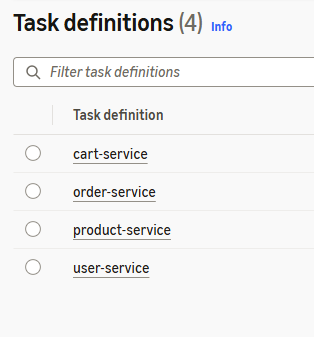 Task definitions (4) Info
Filter task definitions
Task definition
cart-service
order-service
product-service
user-service